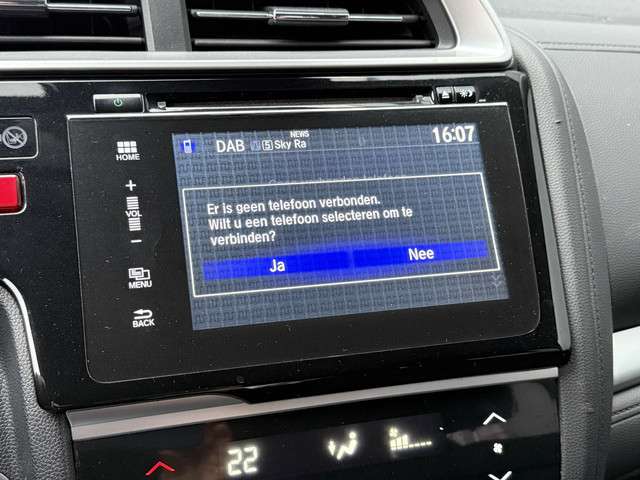 NEWS
DAB 5 Sky Ra 16:07
HOME
Er is geen telefoon verbonden.
Wilt u een telefoon selecteren om te
verbinden?
Ja Nee
+
VOL
-
MENU
BACK
22